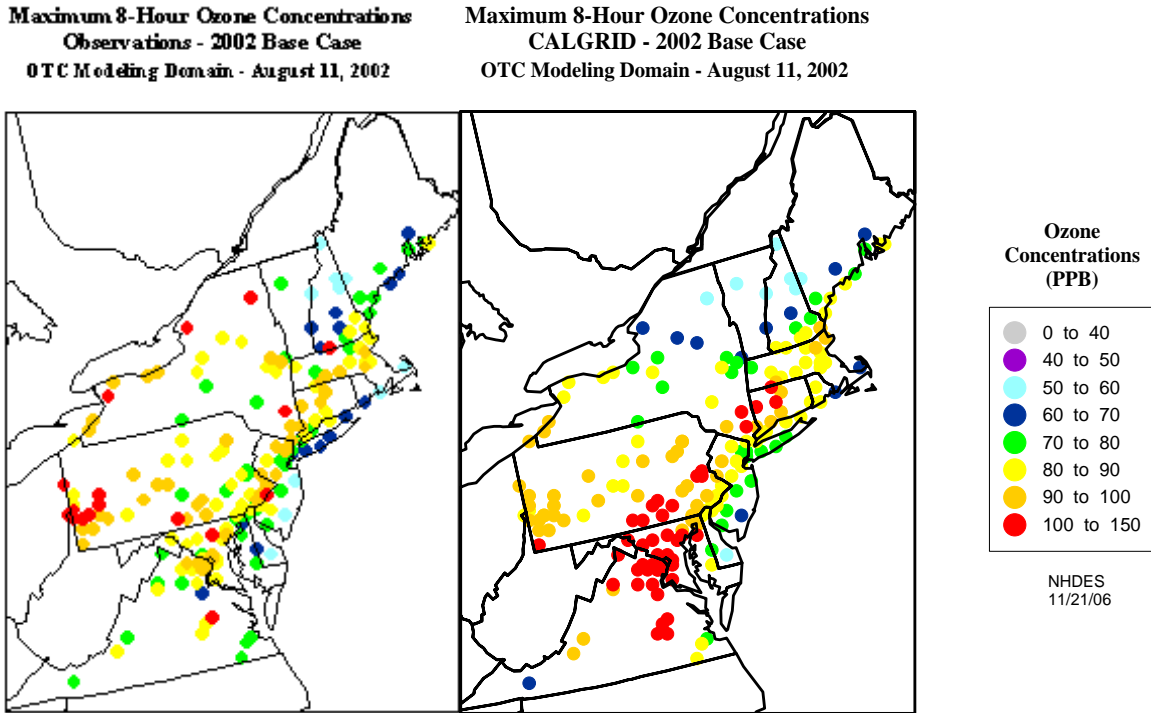 Maximum 8-Hour Ozone Concentrations
Observations - 2002 Base Case
OTC Modeling Domain - August 11, 2002
Maximum 8-Hour Ozone Concentrations
CALGRID - 2002 Base Case
OTC Modeling Domain - August 11, 2002
Ozone
Concentrations
(PPB)
0 to 40
40 to 50
50 to 60
60 to 70
70 to 80
80 to 90
90 to 100
100 to 150
NHDES
11/21/06